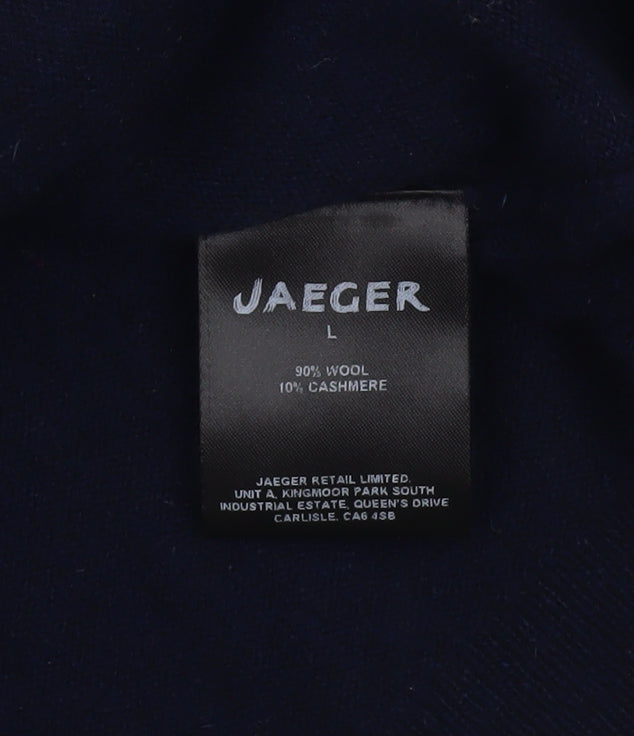 JAEGER
L
90% WOOL
10% CASHMERE
JAEGER RETAIL LIMITED.
UNIT A, KINGMOOR PARK SOUTH
INDUSTRIAL ESTATE, QUEEN'S DRIVE
CARLISLE. CA6 4SB